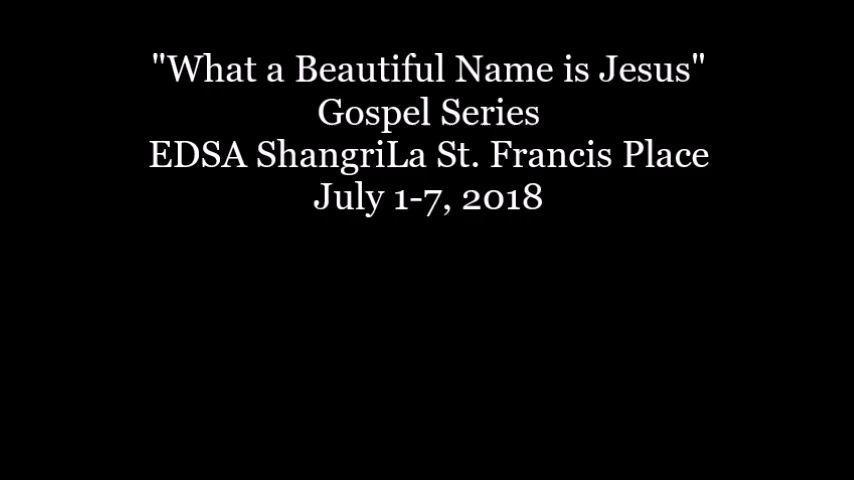 "What a Beautiful Name is Jesus"
Gospel Series
EDSA ShangriLa St. Francis Place
July 1-7, 2018